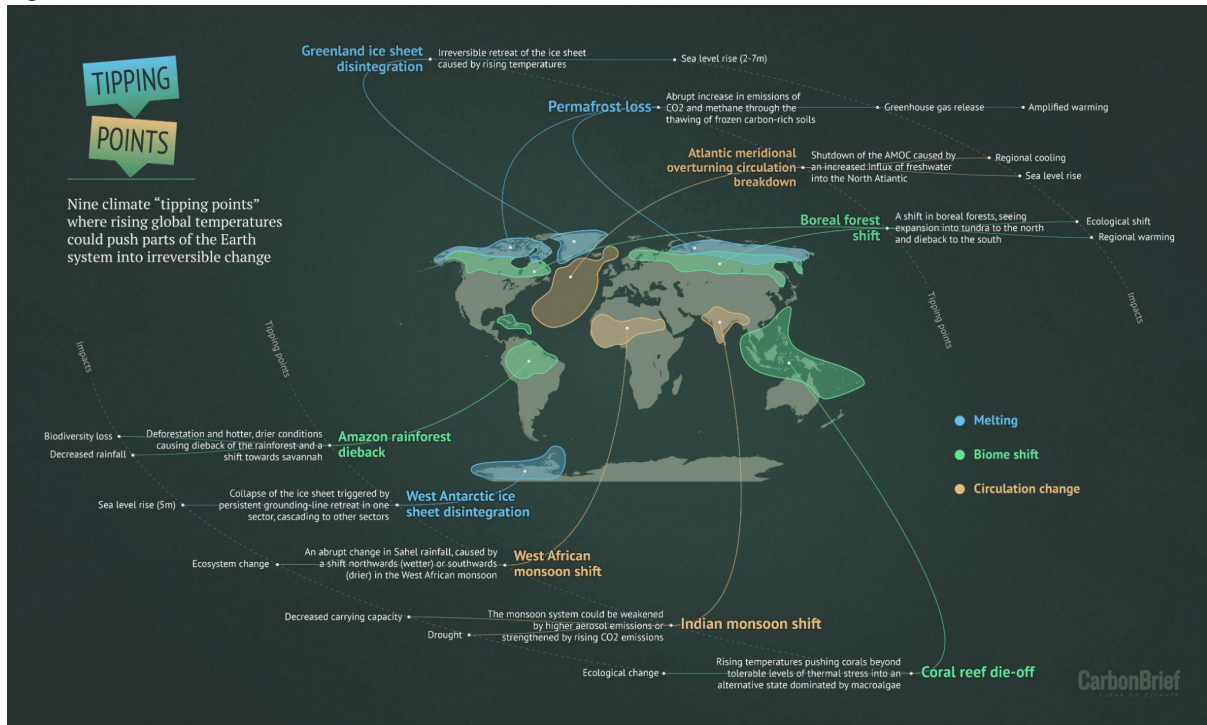 TIPPING
POINTS
Nine climate “tipping points”
where rising global temperatures
could push parts of the Earth
system into irreversible change
Greenland ice sheet
disintegration
Irreversible retreat of the ice sheet
caused by rising temperatures
Sea level rise (2-7m)
Permafrost loss
Abrupt increase in emissions of
CO2 and methane through the
thawing of frozen carbon-rich soils
Greenhouse gas release
Amplified warming
Atlantic meridional
overturning circulation
breakdown
Shutdown of the AMOC caused by
an increased influx of freshwater
into the North Atlantic
Regional cooling
Sea level rise
Boreal forest
shift
A shift in boreal forests, seeing
expansion into tundra to the north
and dieback to the south
Ecological shift
Regional warming
Tipping points
Impacts
Impacts
Tipping points
Melting
Biome shift
Circulation change
Biodiversity loss
Decreased rainfall
Deforestation and hotter, drier conditions
causing dieback of the rainforest and a
shift towards savannah
Amazon rainforest
dieback
Sea level rise (5m)
Collapse of the ice sheet triggered by
persistent grounding-line retreat in one
sector, cascading to other sectors
West Antarctic ice
sheet disintegration
Ecosystem change
An abrupt change in Sahel rainfall, caused by
a shift northwards (wetter) or southwards
(drier) in the West African monsoon
West African
monsoon shift
Decreased carrying capacity
Drought
The monsoon system could be weakened
by higher aerosol emissions or
strengthened by rising CO2 emissions
Indian monsoon shift
Ecological change
Rising temperatures pushing corals beyond
tolerable levels of thermal stress into an
alternative state dominated by macroalgae
Coral reef die-off
CarbonBrief
CLEAR ON CLIMATE